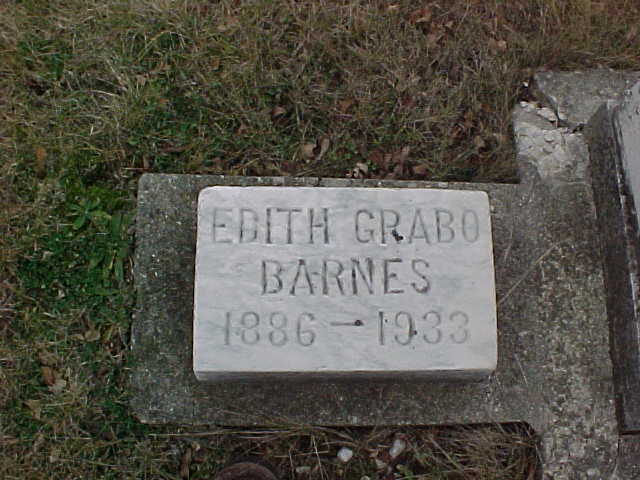 EDITH GRABO
BARNES
1886 — 1933